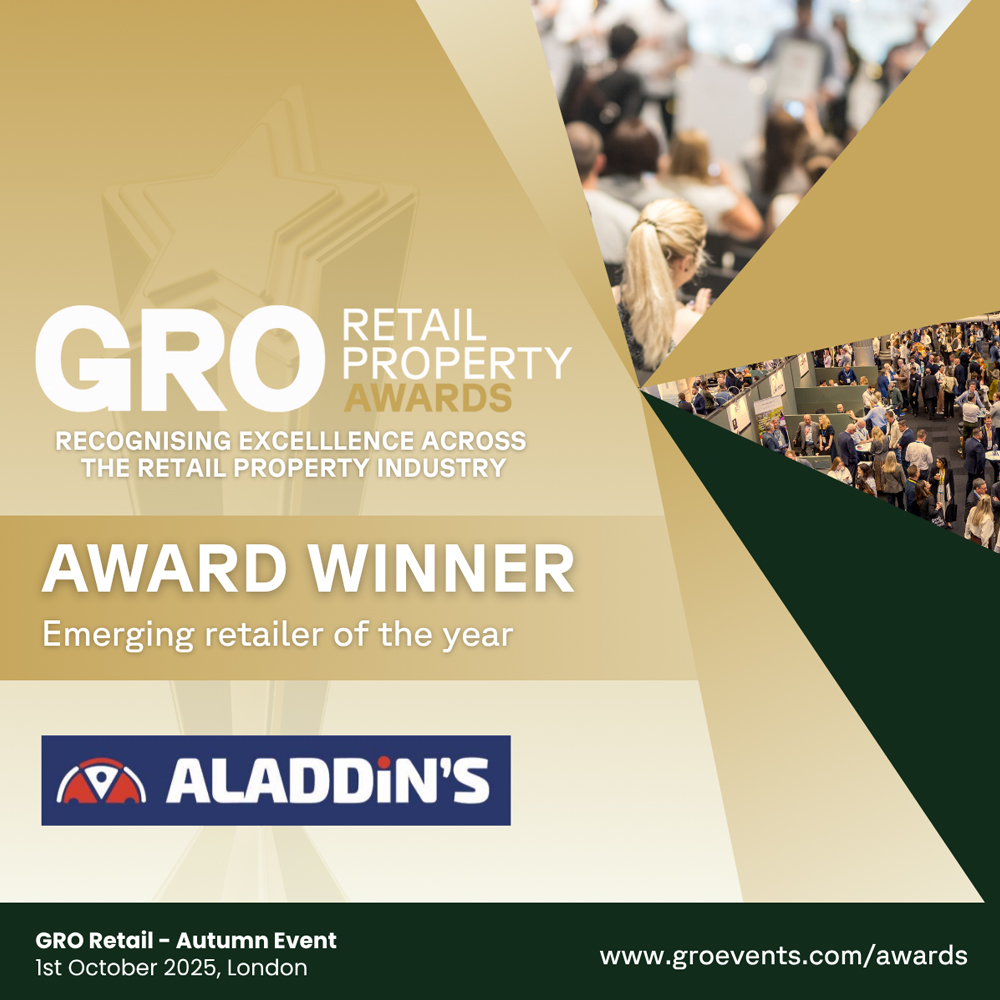 GRO
RETAIL
PROPERTY
AWARDS
RECOGNISING EXCELLLENCE ACROSS
THE RETAIL PROPERTY INDUSTRY
AWARD WINNER
Emerging retailer of the year
ALADDiN'S
GRO Retail - Autumn Event
1st October 2025, London
www.groevents.com/awards